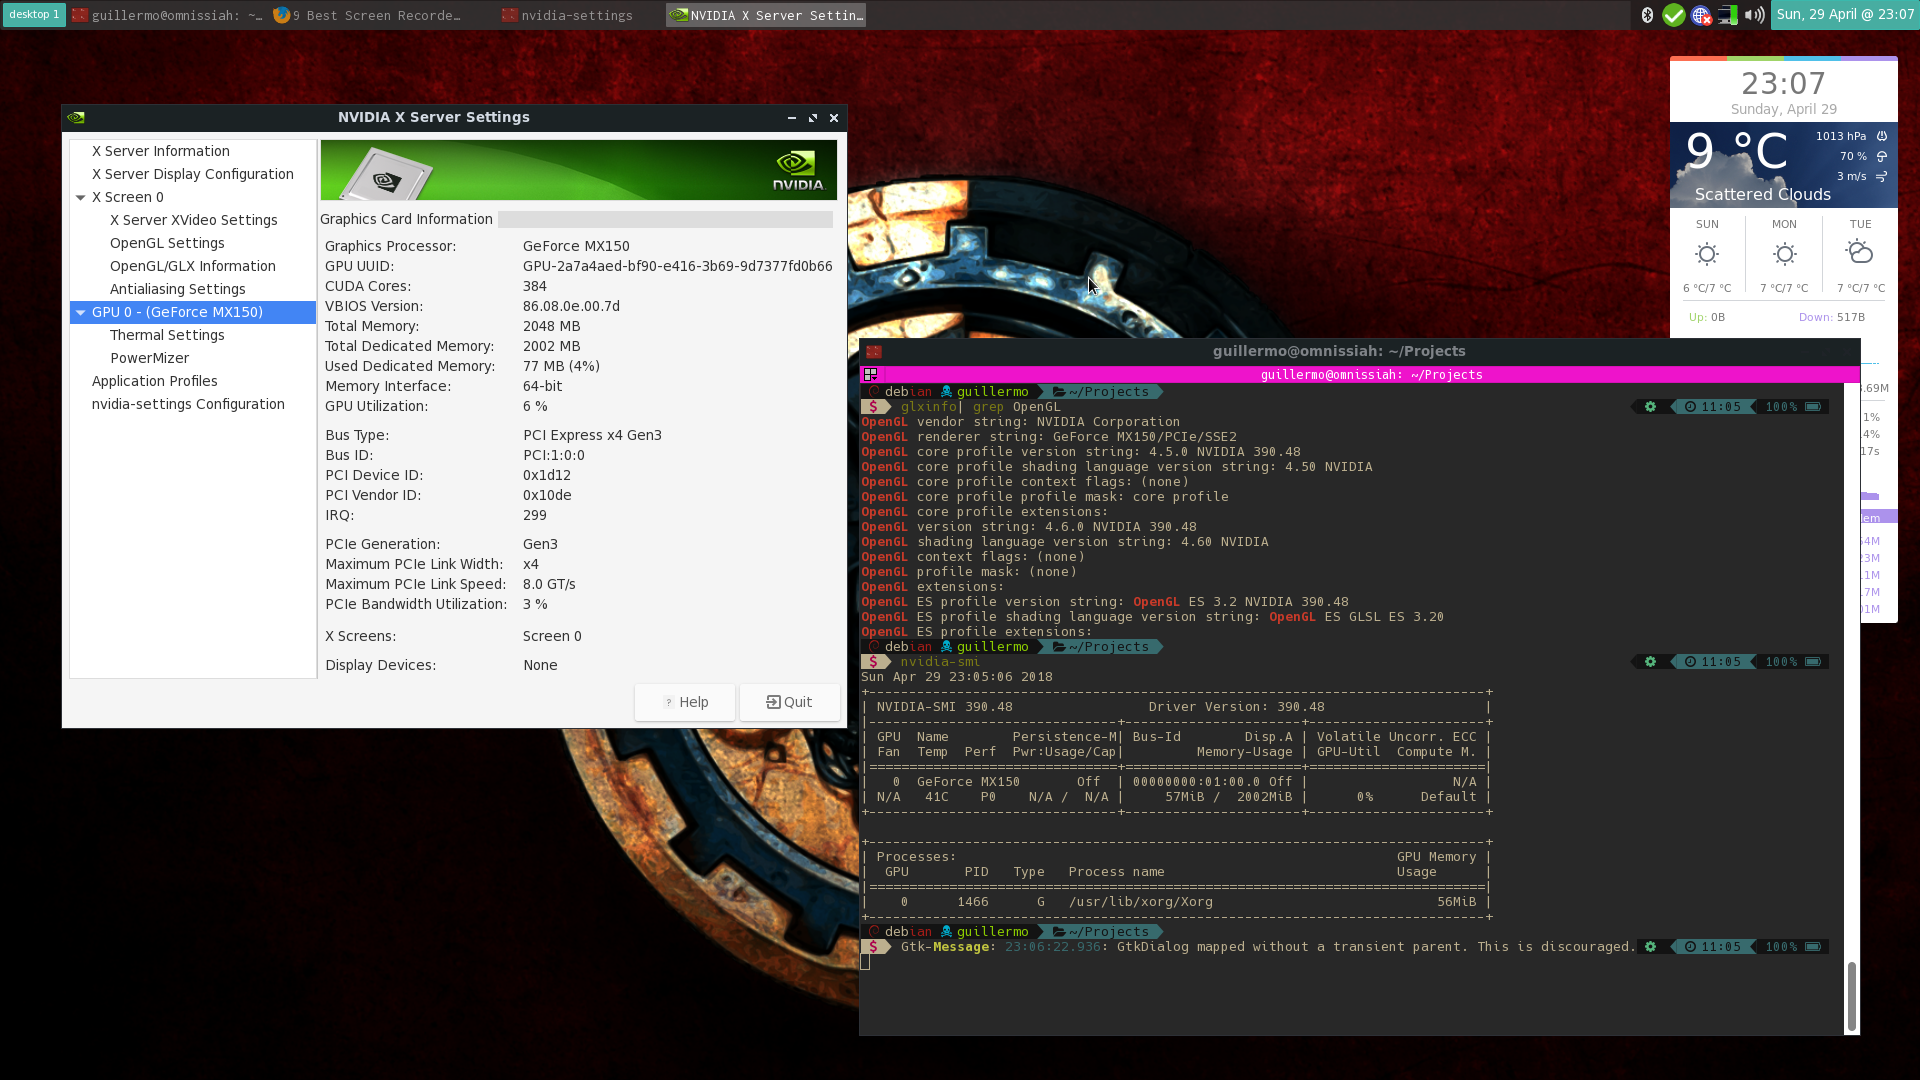 desktop 1
guillermo@omnissiah: ~...
9 Best Screen Recorde...
nvidia-settings
NVIDIA X Server Settin...
Sun, 29 April @ 23:07
NVIDIA X Server Settings
X Server Information
X Server Display Configuration
X Screen 0
X Server XVideo Settings
OpenGL Settings
OpenGL/GLX Information
Antialiasing Settings
GPU 0 - (GeForce MX150)
Thermal Settings
PowerMizer
Application Profiles
nvidia-settings Configuration
NVIDIA.
Graphics Card Information
Graphics Processor: GeForce MX150
GPU UUID: GPU-2a7a4aed-bf90-e416-3b69-9d7377fd0b66
CUDA Cores: 384
VBIOS Version: 86.08.0e.00.7d
Total Memory: 2048 MB
Total Dedicated Memory: 2002 MB
Used Dedicated Memory: 77 MB (4%)
Memory Interface: 64-bit
GPU Utilization: 6 %
Bus Type: PCI Express x4 Gen3
Bus ID: PCI:1:0:0
PCI Device ID: 0x1d12
PCI Vendor ID: 0x10de
IRQ: 299
PCIe Generation: Gen3
Maximum PCIe Link Width: x4
Maximum PCIe Link Speed: 8.0 GT/s
PCIe Bandwidth Utilization: 3 %
X Screens: Screen 0
Display Devices: None
? Help
Quit
23:07
Sunday, April 29
9 °C
1013 hPa
70 %
3 m/s
Scattered Clouds
SUN MON TUE
6 °C/7 °C 7 °C/7 °C 7 °C/7 °C
Up: 0B Down: 517B
.69M
1%
.4%
17s
lem
54M
23M
.1M
.7M
01M
guillermo@omnissiah: ~/Projects
guillermo@omnissiah: ~/Projects
debian guillermo ~/Projects
$ glxinfo| grep OpenGL 11:05 100%
OpenGL vendor string: NVIDIA Corporation
OpenGL renderer string: GeForce MX150/PCIe/SSE2
OpenGL core profile version string: 4.5.0 NVIDIA 390.48
OpenGL core profile shading language version string: 4.50 NVIDIA
OpenGL core profile context flags: (none)
OpenGL core profile profile mask: core profile
OpenGL core profile extensions:
OpenGL version string: 4.6.0 NVIDIA 390.48
OpenGL shading language version string: 4.60 NVIDIA
OpenGL context flags: (none)
OpenGL profile mask: (none)
OpenGL extensions:
OpenGL ES profile version string: OpenGL ES 3.2 NVIDIA 390.48
OpenGL ES profile shading language version string: OpenGL ES GLSL ES 3.20
OpenGL ES profile extensions:
debian guillermo ~/Projects
$ nvidia-smi 11:05 100%
Sun Apr 29 23:05:06 2018
+-----------------------------------------------------------------------------+
| NVIDIA-SMI 390.48                 Driver Version: 390.48                    |
|-------------------------------+----------------------+----------------------+
| GPU  Name        Persistence-M| Bus-Id        Disp.A | Volatile Uncorr. ECC |
| Fan  Temp  Perf  Pwr:Usage/Cap|         Memory-Usage | GPU-Util  Compute M. |
|===============================+======================+======================|
|   0  GeForce MX150       Off  | 00000000:01:00.0 Off |                  N/A |
| N/A   41C    P0    N/A /  N/A |     57MiB /  2002MiB |      0%      Default |
+-------------------------------+----------------------+----------------------+
+-----------------------------------------------------------------------------+
| Processes:                                                       GPU Memory |
|  GPU       PID   Type   Process name                             Usage      |
|=============================================================================|
|    0      1466      G   /usr/lib/xorg/Xorg                            56MiB |
+-----------------------------------------------------------------------------+
debian guillermo ~/Projects
$ Gtk-Message: 23:06:22.936: GtkDialog mapped without a transient parent. This is discouraged. 11:05 100%